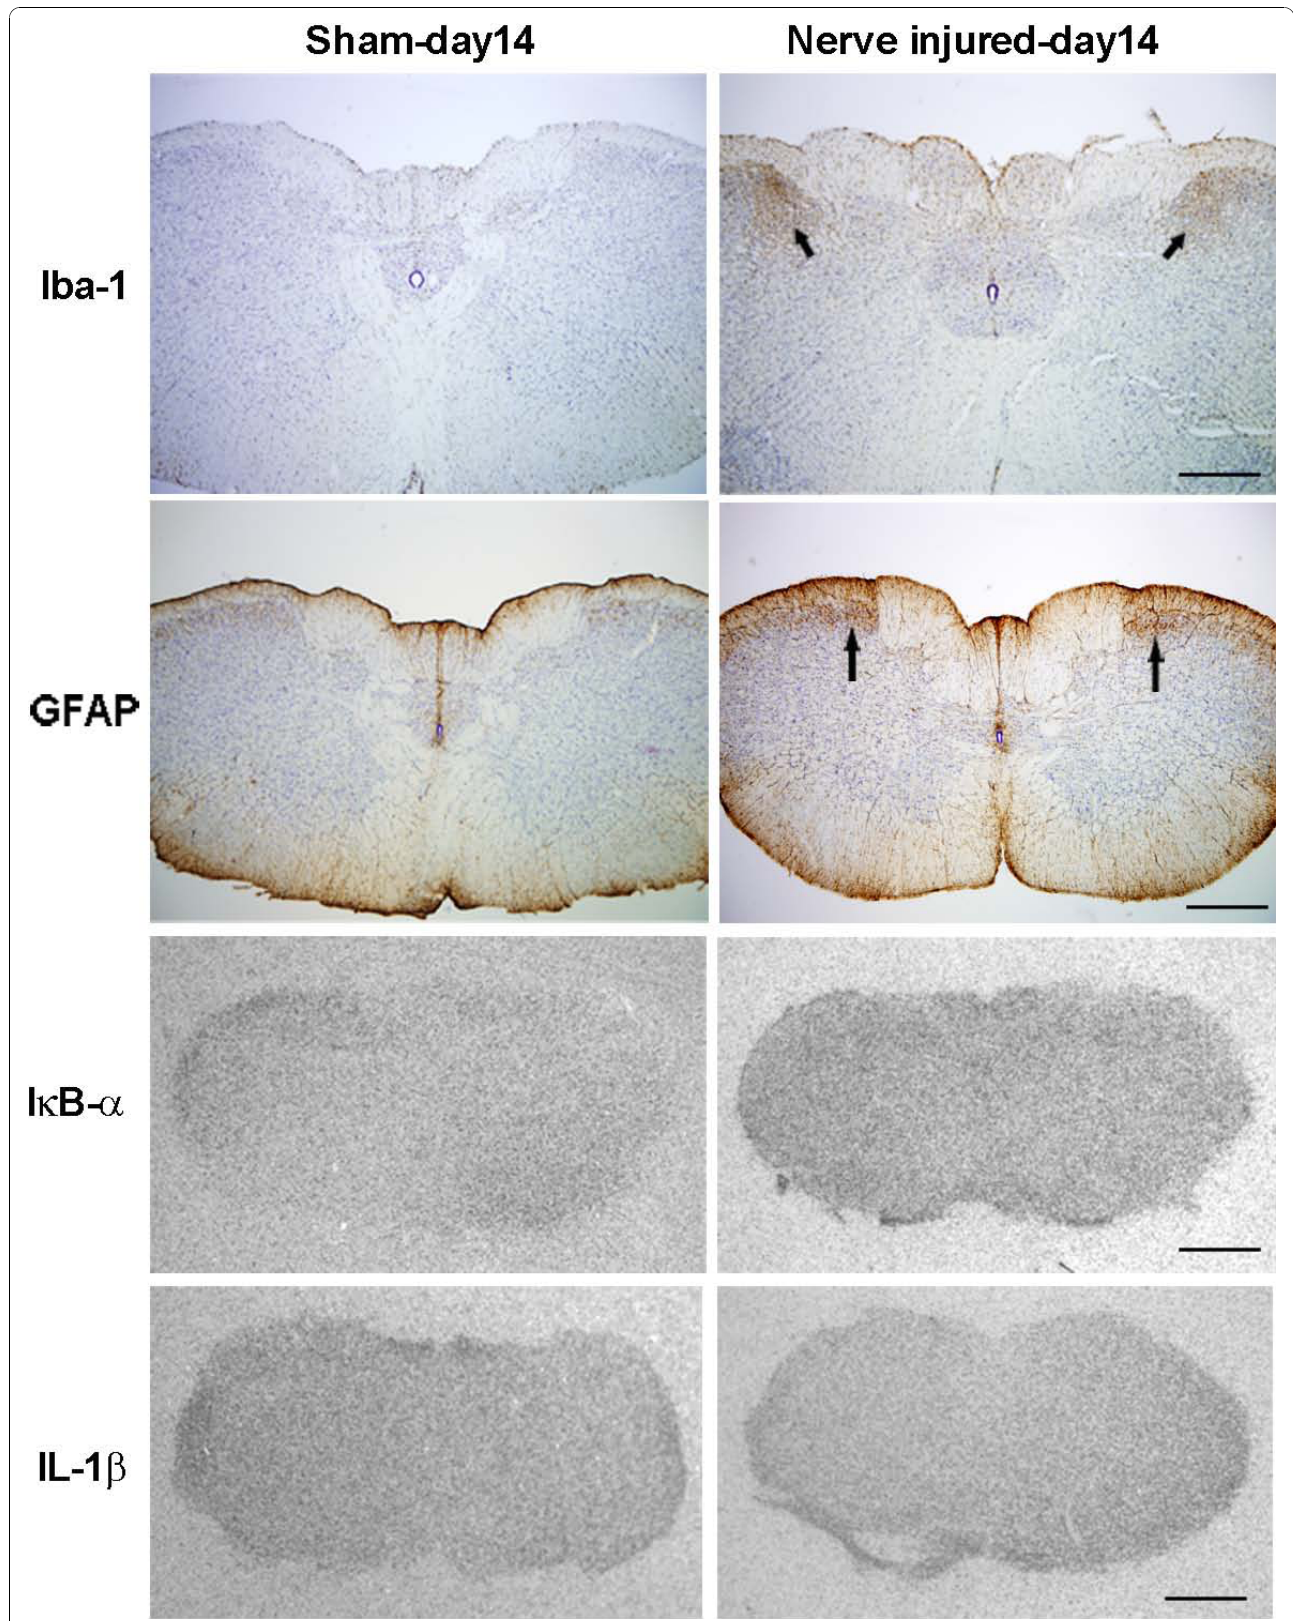 Sham-day14
Nerve injured-day14
Iba-1
GFAP
IκB-α
IL-1β